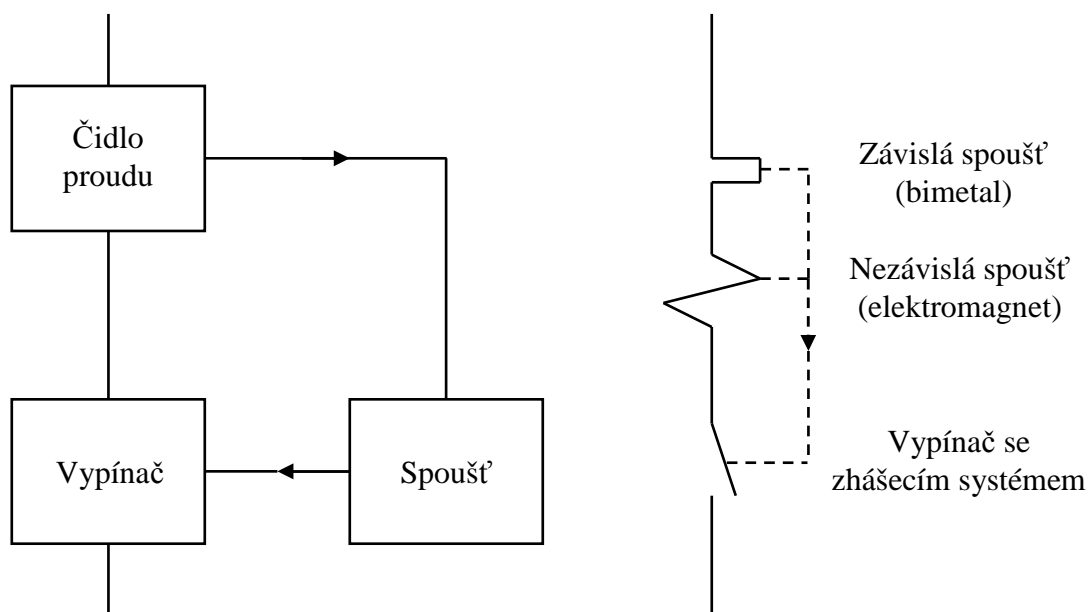 Čidlo
proudu
Vypínač
Spoušť
Závislá spoušť
(bimetal)
Nezávislá spoušť
(elektromagnet)
Vypínač se
zhášecím systémem